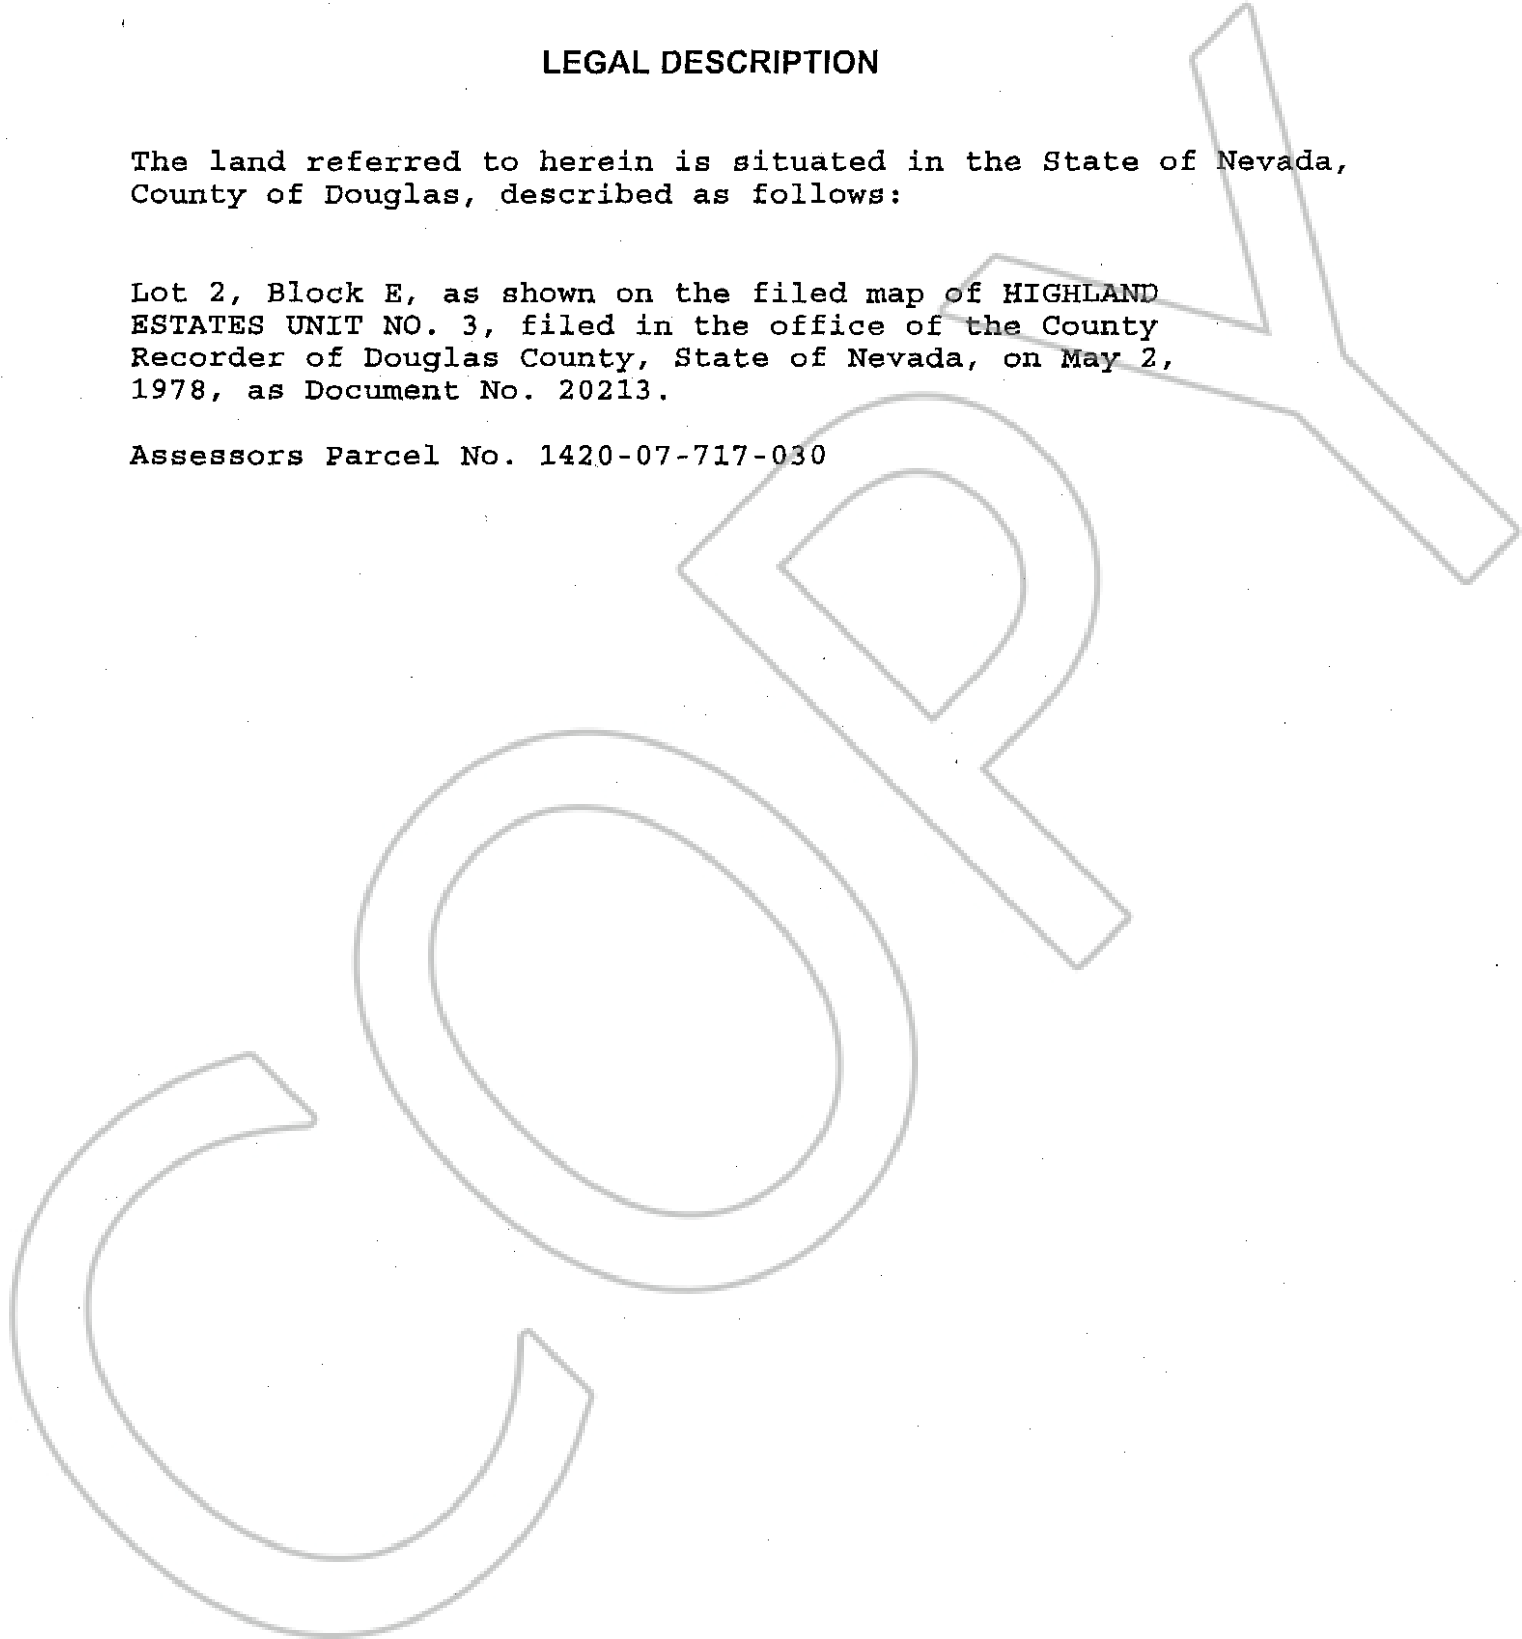 LEGAL DESCRIPTION
The land referred to herein is situated in the State of Nevada,
County of Douglas, described as follows:
Lot 2, Block E, as shown on the filed map of HIGHLAND
ESTATES UNIT NO. 3, filed in the office of the County
Recorder of Douglas County, State of Nevada, on May 2,
1978, as Document No. 20213.
Assessors Parcel No. 1420-07-717-030
COPY